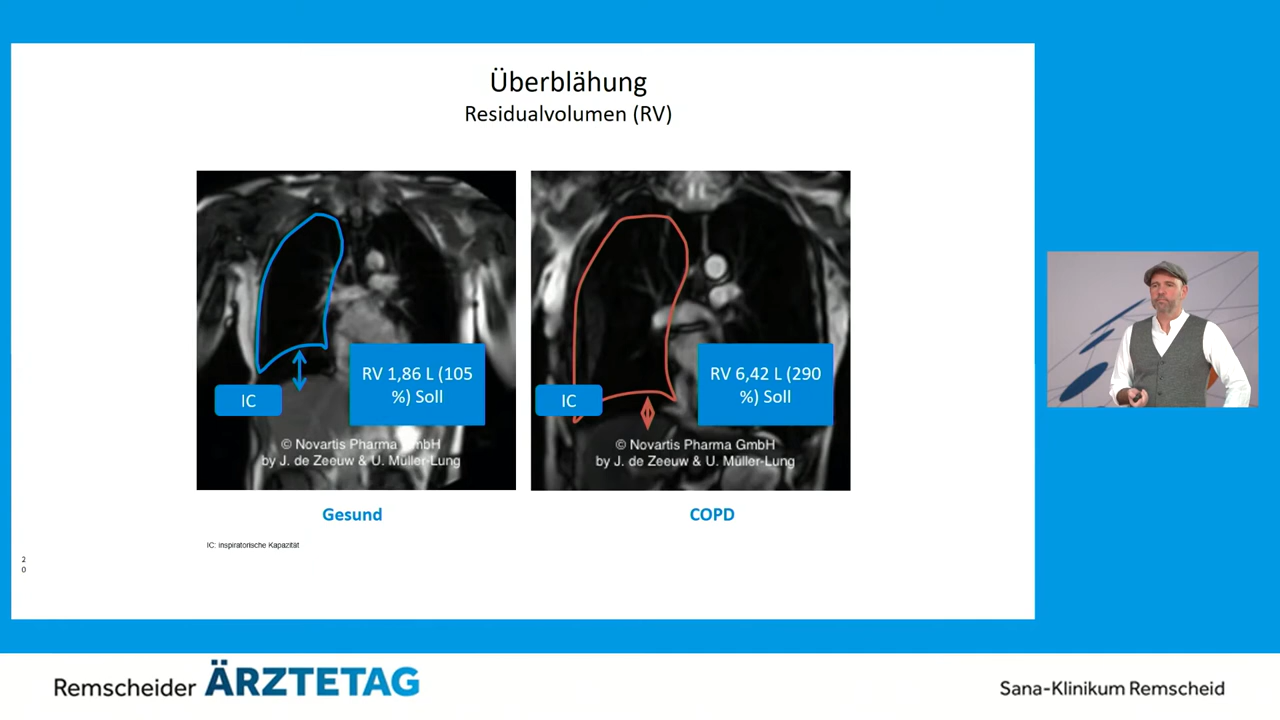 Überblähung
Residualvolumen (RV)
RV 1,86 L (105
%) Soll
IC
© Novartis Pharma GmbH
by J. de Zeeuw & U. Müller-Lung
RV 6,42 L (290
%) Soll
IC
© Novartis Pharma GmbH
by J. de Zeeuw & U. Müller-Lung
Gesund
COPD
IC: inspiratorische Kapazität
2
0
Remscheider ÄRZTETAG
Sana-Klinikum Remscheid